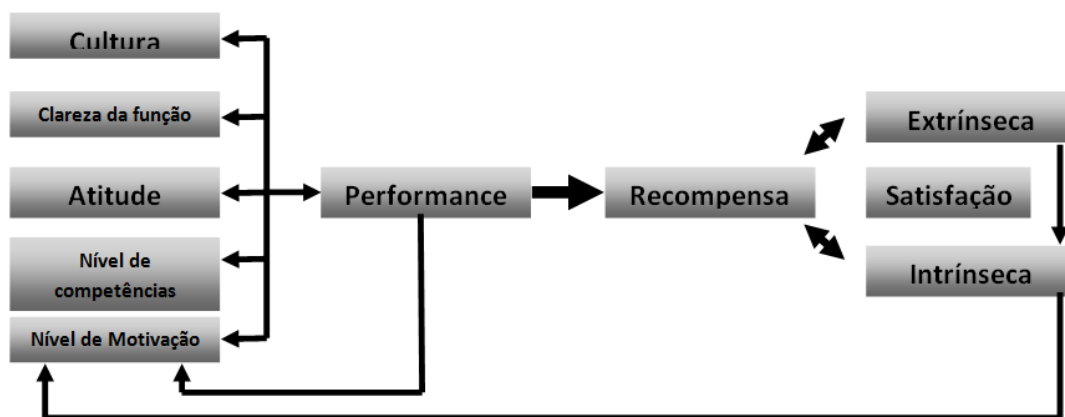 Cultura
Clareza da função
Atitude
Nível de
competências
Nível de Motivação
Performance
Recompensa
Extrínseca
Satisfação
Intrínseca